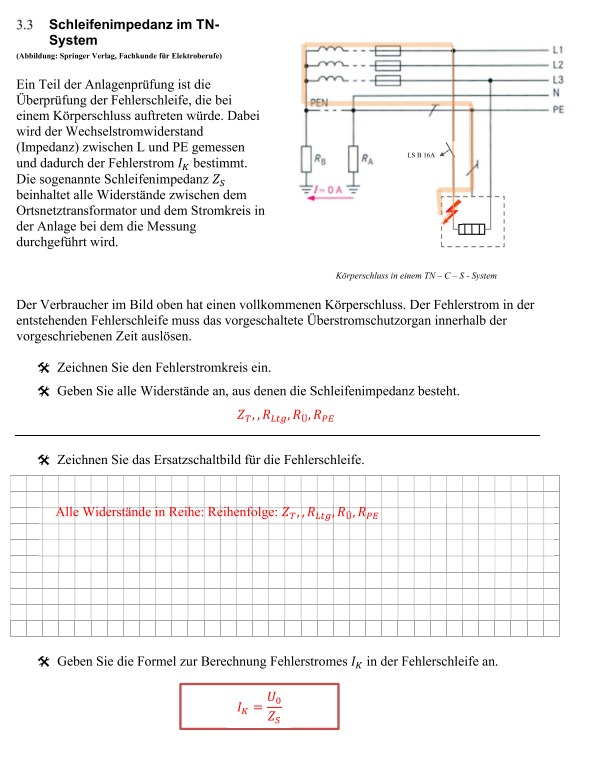 3.3 Schleifenimpedanz im TN-
System
(Abbildung: Springer Verlag, Fachkunde für Elektroberufe)
Ein Teil der Anlagenprüfung ist die
Überprüfung der Fehlerschleife, die bei
einem Körperschluss auftreten würde. Dabei
wird der Wechselstromwiderstand
(Impedanz) zwischen L und PE gemessen
und dadurch der Fehlerstrom I_K bestimmt.
Die sogenannte Schleifenimpedanz Z_S
beinhaltet alle Widerstände zwischen dem
Ortsnetztransformator und dem Stromkreis in
der Anlage bei dem die Messung
durchgeführt wird.
L1
L2
L3
N
PE
PEN
R_B
R_A
LS B 16A
I=0A
Körperschluss in einem TN – C – S - System
Der Verbraucher im Bild oben hat einen vollkommenen Körperschluss. Der Fehlerstrom in der
entstehenden Fehlerschleife muss das vorgeschaltete Überstromschutzorgan innerhalb der
vorgeschriebenen Zeit auslösen.
Zeichnen Sie den Fehlerstromkreis ein.
Geben Sie alle Widerstände an, aus denen die Schleifenimpedanz besteht.
Z_T, , R_Ltg, R_Ü, R_PE
Zeichnen Sie das Ersatzschaltbild für die Fehlerschleife.
Alle Widerstände in Reihe: Reihenfolge: Z_T, , R_Ltg, R_Ü, R_PE
Geben Sie die Formel zur Berechnung Fehlerstromes I_K in der Fehlerschleife an.
I_K = U_0 / Z_S